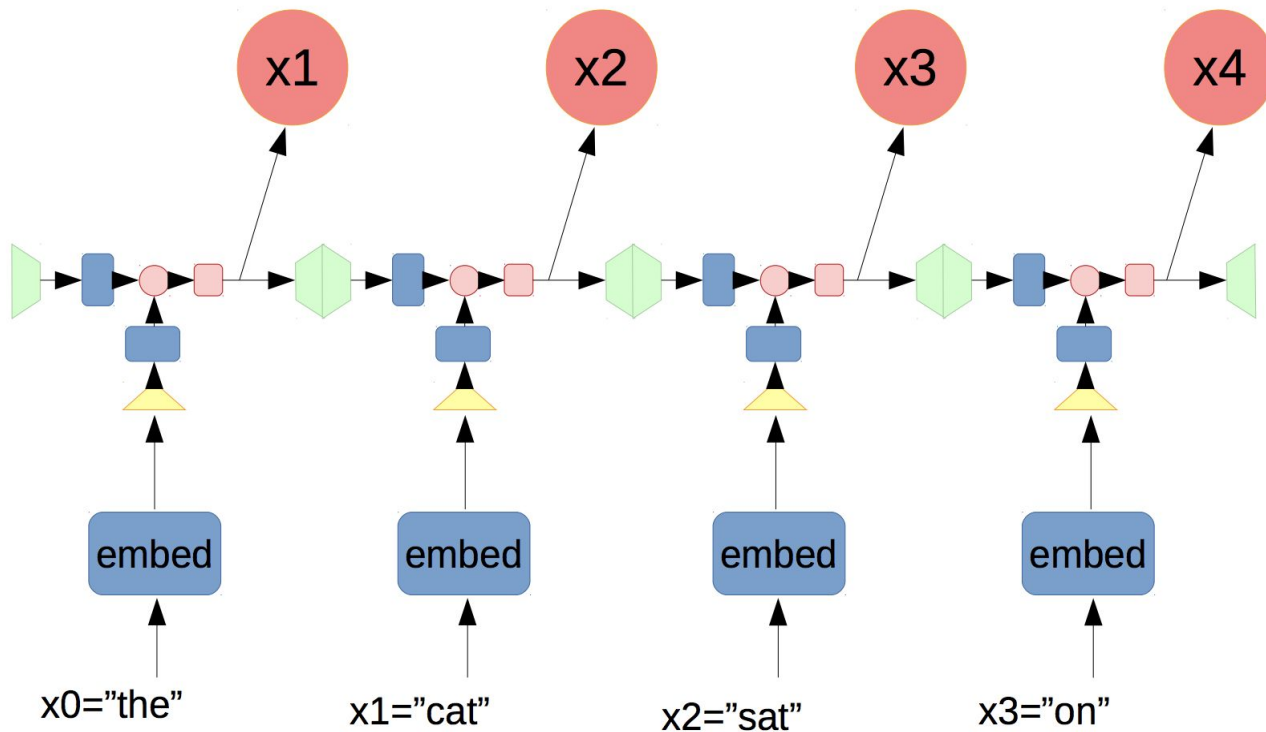 x1
x2
x3
x4
embed
embed
embed
embed
x0=”the”
x1=”cat”
x2=”sat”
x3=”on”